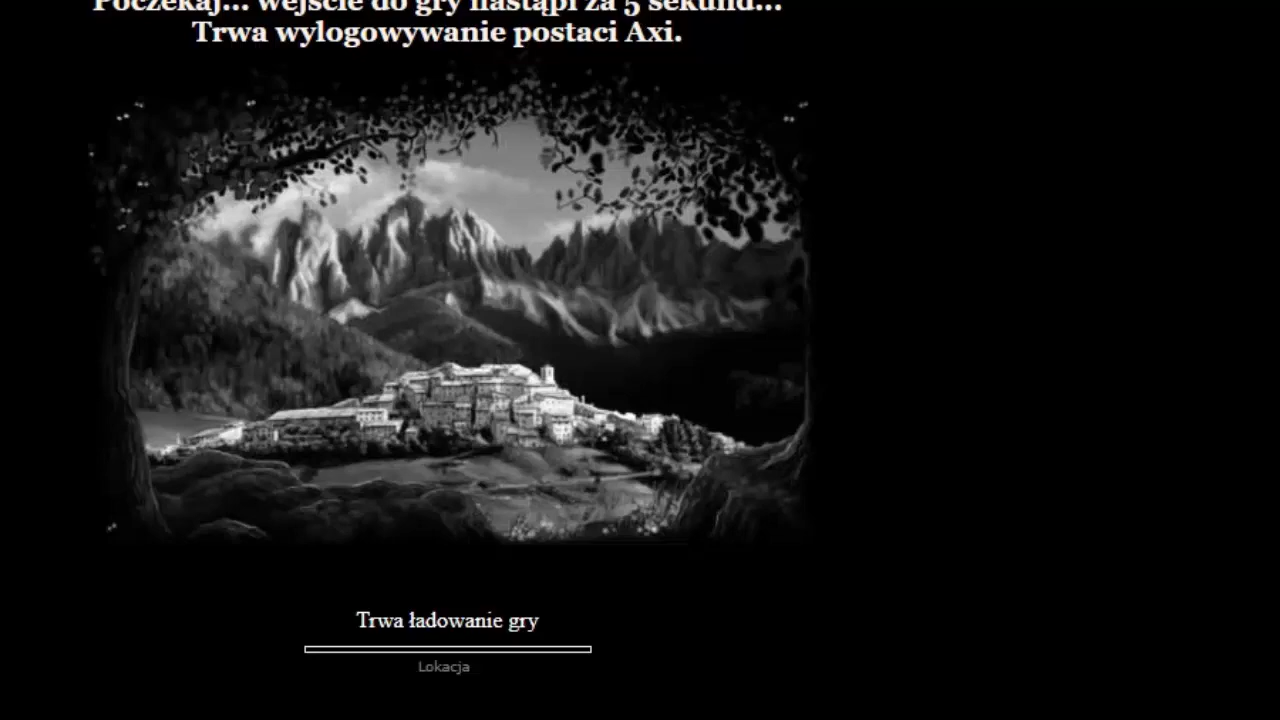 Poczekaj... wejście do gry nastąpi za 5 sekund...
Trwa wylogowywanie postaci Axi.
Trwa ładowanie gry
Lokacja